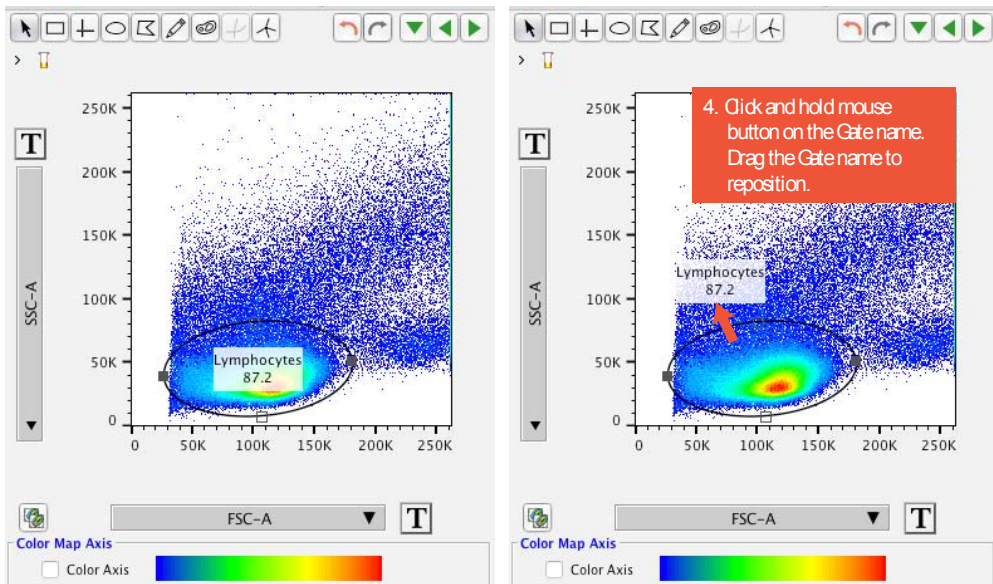 250K
200K
150K
100K
50K
0
T
SSC-A
Lymphocytes
87.2
0 50K 100K 150K 200K 250K
FSC-A
T
Color Map Axis
Color Axis
250K
200K
150K
100K
50K
0
T
SSC-A
4. Click and hold mouse
button on the Gate name.
Drag the Gate name to
reposition.
Lymphocytes
87.2
0 50K 100K 150K 200K 250K
FSC-A
T
Color Map Axis
Color Axis